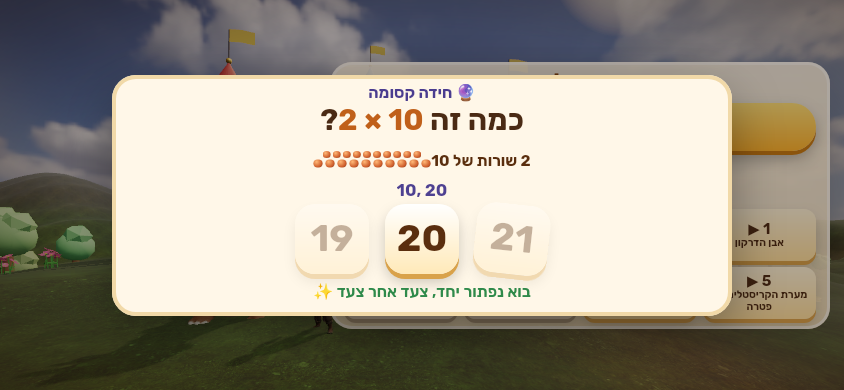 🔮 חידה קסומה
כמה זה 10 × 2?
2 שורות של 10
10, 20
19 20 21
בוא נפתור יחד, צעד אחר צעד ✨
1 ▶
אבן הדרקון
5 ▶
מערת הקריסטלי
פטרה